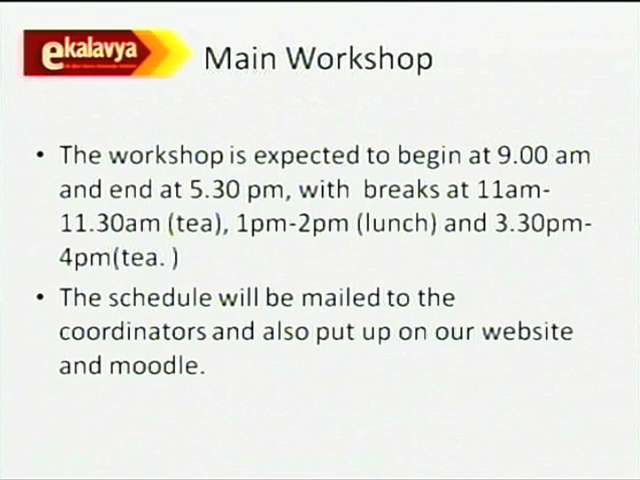 ekalavya
Main Workshop
• The workshop is expected to begin at 9.00 am
and end at 5.30 pm, with breaks at 11am-
11.30am (tea), 1pm-2pm (lunch) and 3.30pm-
4pm(tea. )
• The schedule will be mailed to the
coordinators and also put up on our website
and moodle.